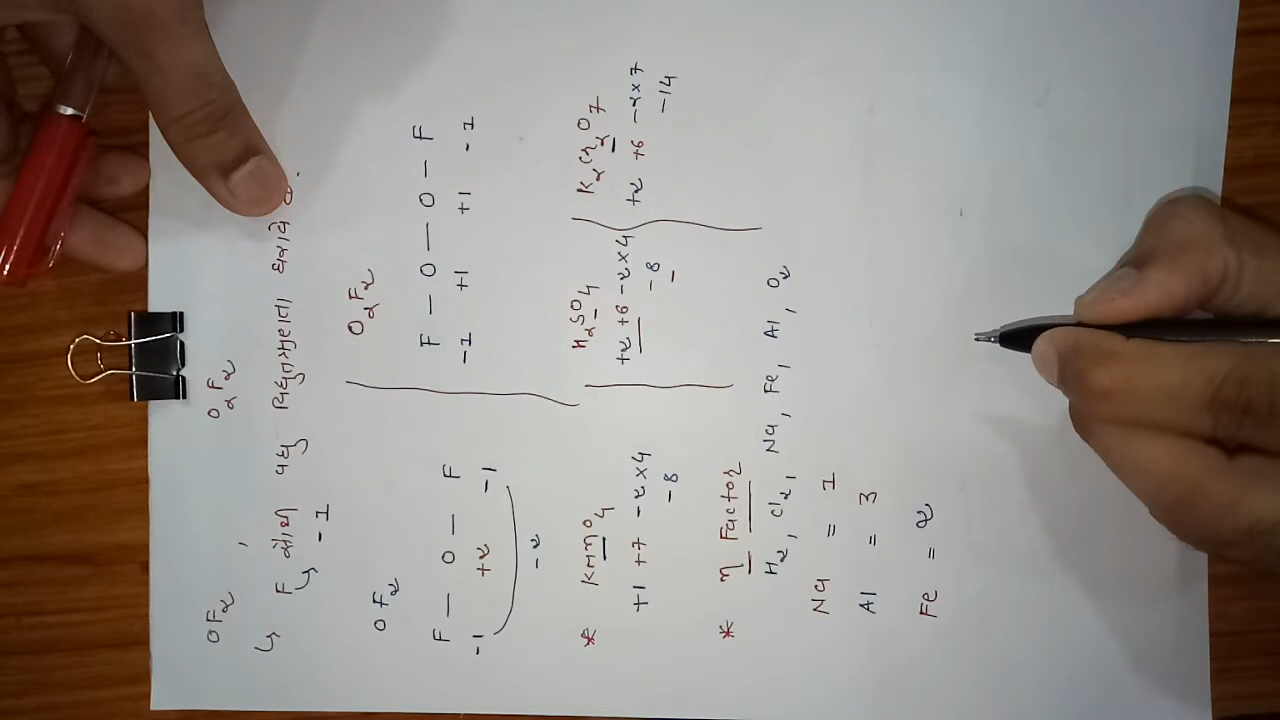 OF2 , O2F2
↳ F સૌથી વધુ વિદ્યુતઋણતા ધરાવે છે.
↳ -1
OF2
F — O — F
-1 +2 -1
-2
O2F2
F — O — O — F
-1 +1 +1 -1
* KMnO4
+1 +7 -2×4
-8
H2SO4
+2 +6 -2×4
-8
K2Cr2O7
+2 +6 -2×7
-14
* n Factor
H2, Cl2, Na, Fe, Al, O2
Na = 1
Al = 3
Fe = 2